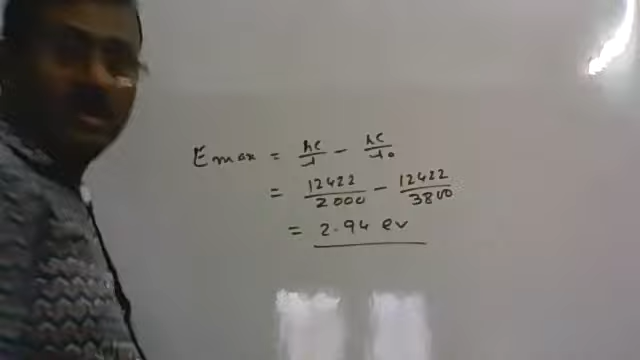 Emax = hc/λ - hc/λ₀
= 12422/2000 - 12422/3800
= 2.94 ev